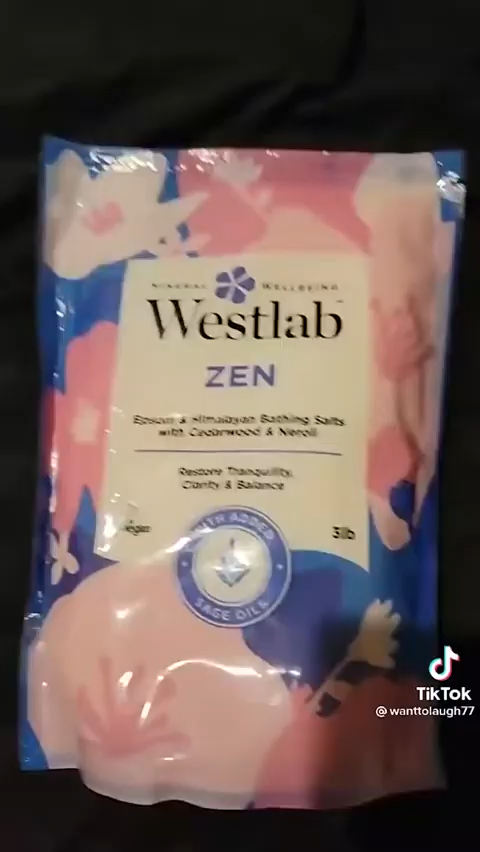 MINERAL WELLBEING
Westlab
ZEN
Epsom & Himalayan Bathing Salts
with Cedarwood & Neroli
Restore Tranquility,
Clarity & Balance
Vegan
3lb
WITH ADDED
SAGE OILS
TikTok
@wanttolaugh77